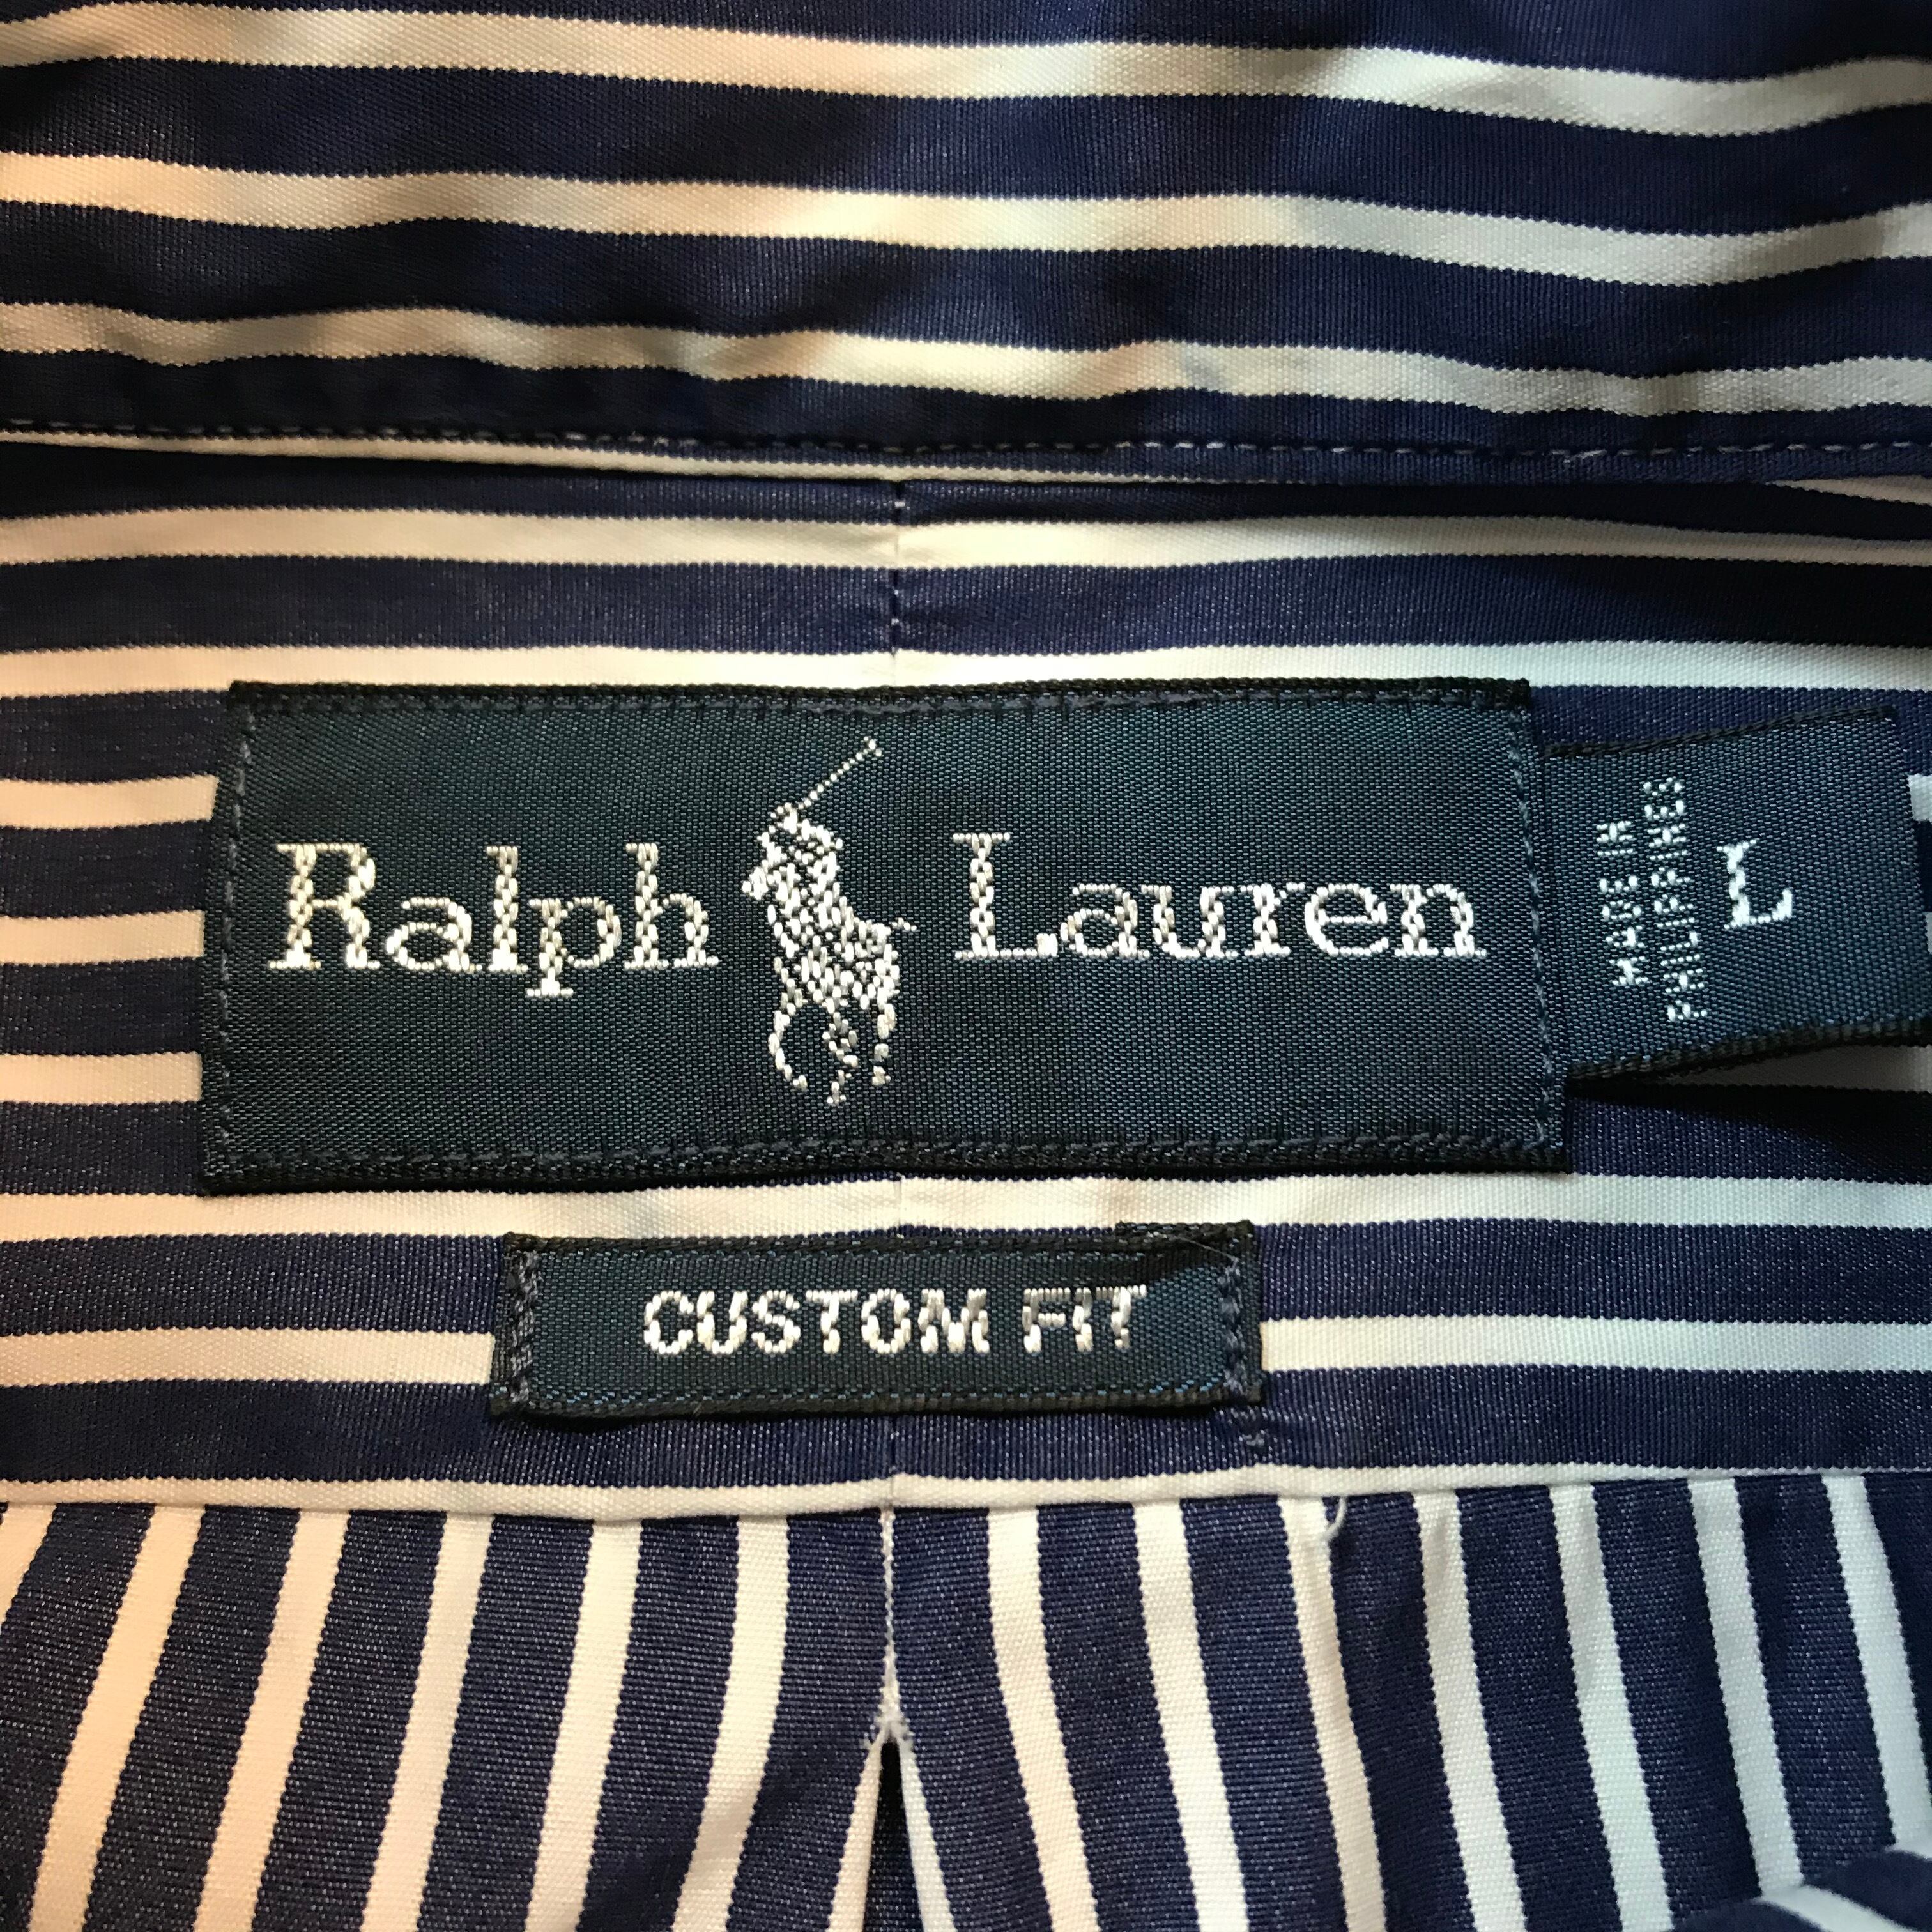 Ralph Lauren
MADE IN
PHILIPPINES
L
CUSTOM FIT